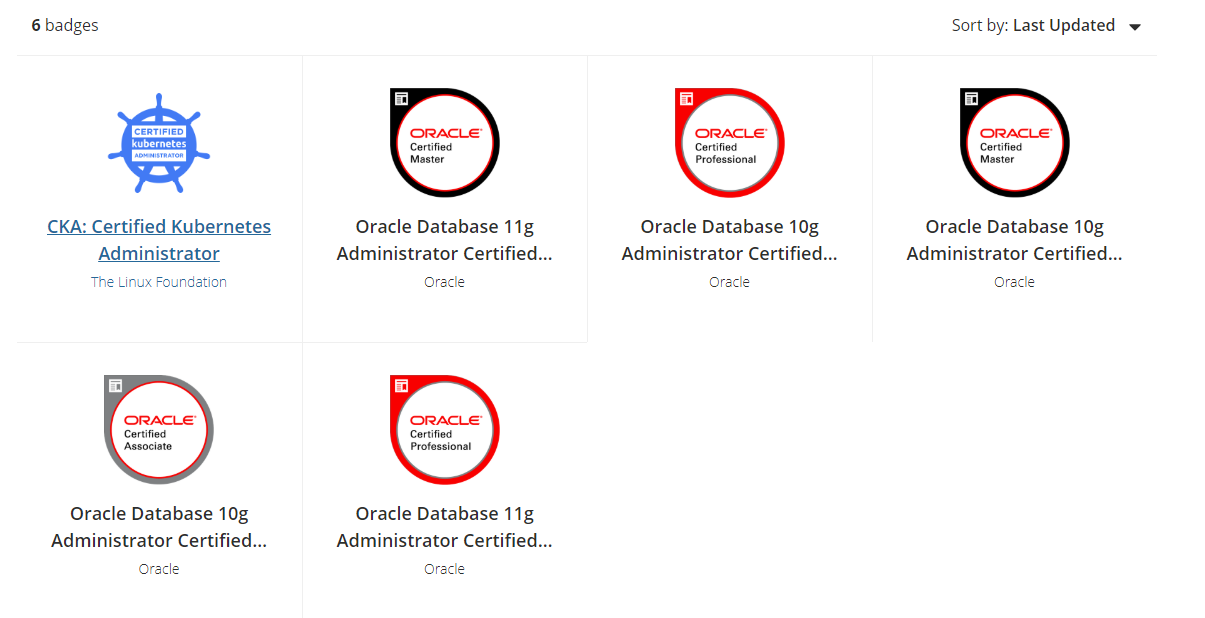 6 badges
Sort by: Last Updated
CERTIFIED
kubernetes
ADMINISTRATOR
CKA: Certified Kubernetes
Administrator
The Linux Foundation
ORACLE
Certified
Master
Oracle Database 11g
Administrator Certified...
Oracle
ORACLE
Certified
Professional
Oracle Database 10g
Administrator Certified...
Oracle
ORACLE
Certified
Master
Oracle Database 10g
Administrator Certified...
Oracle
ORACLE
Certified
Associate
Oracle Database 10g
Administrator Certified...
Oracle
ORACLE
Certified
Professional
Oracle Database 11g
Administrator Certified...
Oracle